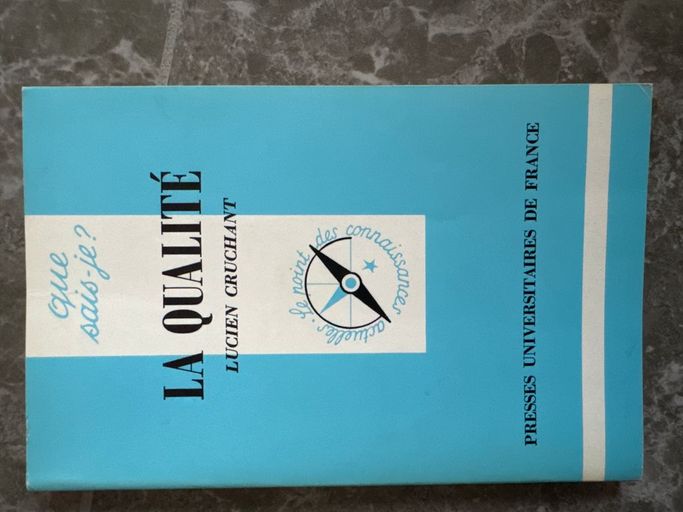 que
sais-je?
LA QUALITÉ
LUCIEN CRUCHANT
le point des connaissances actuelles
PRESSES UNIVERSITAIRES DE FRANCE